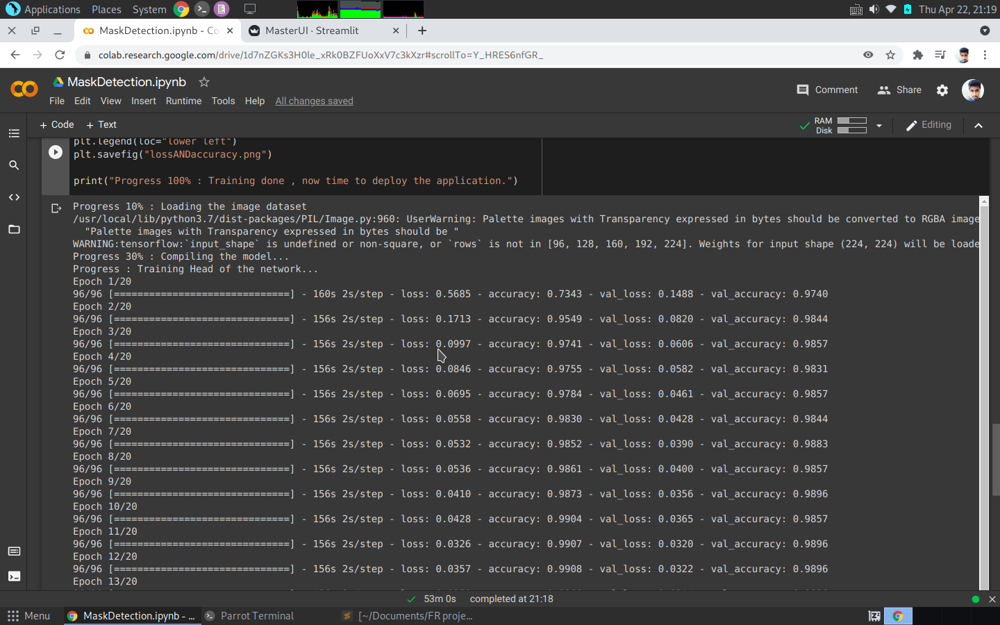 Applications Places System Thu Apr 22, 21:19
MaskDetection.ipynb - Co MasterUI · Streamlit
colab.research.google.com/drive/1d7nZGKs3H0le_xRk0BZFUoXxV7c3kXzr#scrollTo=Y_HRES6nfGR_
MaskDetection.ipynb
Comment Share
File Edit View Insert Runtime Tools Help All changes saved
+ Code + Text RAM Disk Editing
plt.legend(loc="lower left")
plt.savefig("lossANDaccuracy.png")
print("Progress 100% : Training done , now time to deploy the application.")
Progress 10% : Loading the image dataset
/usr/local/lib/python3.7/dist-packages/PIL/Image.py:960: UserWarning: Palette images with Transparency expressed in bytes should be converted to RGBA image
"Palette images with Transparency expressed in bytes should be "
WARNING:tensorflow:`input_shape` is undefined or non-square, or `rows` is not in [96, 128, 160, 192, 224]. Weights for input shape (224, 224) will be loade
Progress 30% : Compiling the model...
Progress : Training Head of the network...
Epoch 1/20
96/96 [==============================] - 160s 2s/step - loss: 0.5685 - accuracy: 0.7343 - val_loss: 0.1488 - val_accuracy: 0.9740
Epoch 2/20
96/96 [==============================] - 156s 2s/step - loss: 0.1713 - accuracy: 0.9549 - val_loss: 0.0820 - val_accuracy: 0.9844
Epoch 3/20
96/96 [==============================] - 156s 2s/step - loss: 0.0997 - accuracy: 0.9741 - val_loss: 0.0606 - val_accuracy: 0.9857
Epoch 4/20
96/96 [==============================] - 156s 2s/step - loss: 0.0846 - accuracy: 0.9755 - val_loss: 0.0582 - val_accuracy: 0.9831
Epoch 5/20
96/96 [==============================] - 156s 2s/step - loss: 0.0695 - accuracy: 0.9784 - val_loss: 0.0461 - val_accuracy: 0.9857
Epoch 6/20
96/96 [==============================] - 156s 2s/step - loss: 0.0558 - accuracy: 0.9830 - val_loss: 0.0428 - val_accuracy: 0.9844
Epoch 7/20
96/96 [==============================] - 156s 2s/step - loss: 0.0532 - accuracy: 0.9852 - val_loss: 0.0390 - val_accuracy: 0.9883
Epoch 8/20
96/96 [==============================] - 156s 2s/step - loss: 0.0536 - accuracy: 0.9861 - val_loss: 0.0400 - val_accuracy: 0.9857
Epoch 9/20
96/96 [==============================] - 156s 2s/step - loss: 0.0410 - accuracy: 0.9873 - val_loss: 0.0356 - val_accuracy: 0.9896
Epoch 10/20
96/96 [==============================] - 156s 2s/step - loss: 0.0428 - accuracy: 0.9904 - val_loss: 0.0365 - val_accuracy: 0.9857
Epoch 11/20
96/96 [==============================] - 156s 2s/step - loss: 0.0326 - accuracy: 0.9907 - val_loss: 0.0320 - val_accuracy: 0.9896
Epoch 12/20
96/96 [==============================] - 156s 2s/step - loss: 0.0357 - accuracy: 0.9908 - val_loss: 0.0322 - val_accuracy: 0.9896
Epoch 13/20
53m 0s completed at 21:18
Menu MaskDetection.ipynb - ... Parrot Terminal [~/Documents/FR proje...